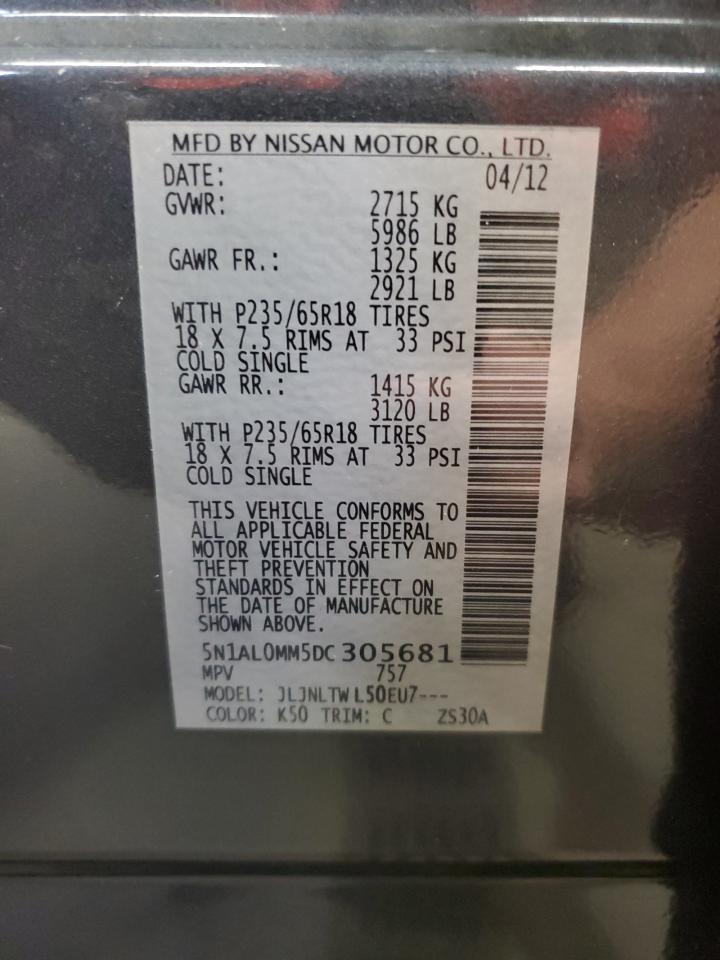 MFD BY NISSAN MOTOR CO., LTD.
DATE: 04/12
GVWR: 2715 KG
5986 LB
GAWR FR.: 1325 KG
2921 LB
WITH P235/65R18 TIRES
18 X 7.5 RIMS AT 33 PSI
COLD SINGLE
GAWR RR.: 1415 KG
3120 LB
WITH P235/65R18 TIRES
18 X 7.5 RIMS AT 33 PSI
COLD SINGLE
THIS VEHICLE CONFORMS TO
ALL APPLICABLE FEDERAL
MOTOR VEHICLE SAFETY AND
THEFT PREVENTION
STANDARDS IN EFFECT ON
THE DATE OF MANUFACTURE
SHOWN ABOVE.
5N1AL0MM5DC 305681
MPV 757
MODEL: JLJNLTW L50EU7---
COLOR: K50 TRIM: C ZS30A